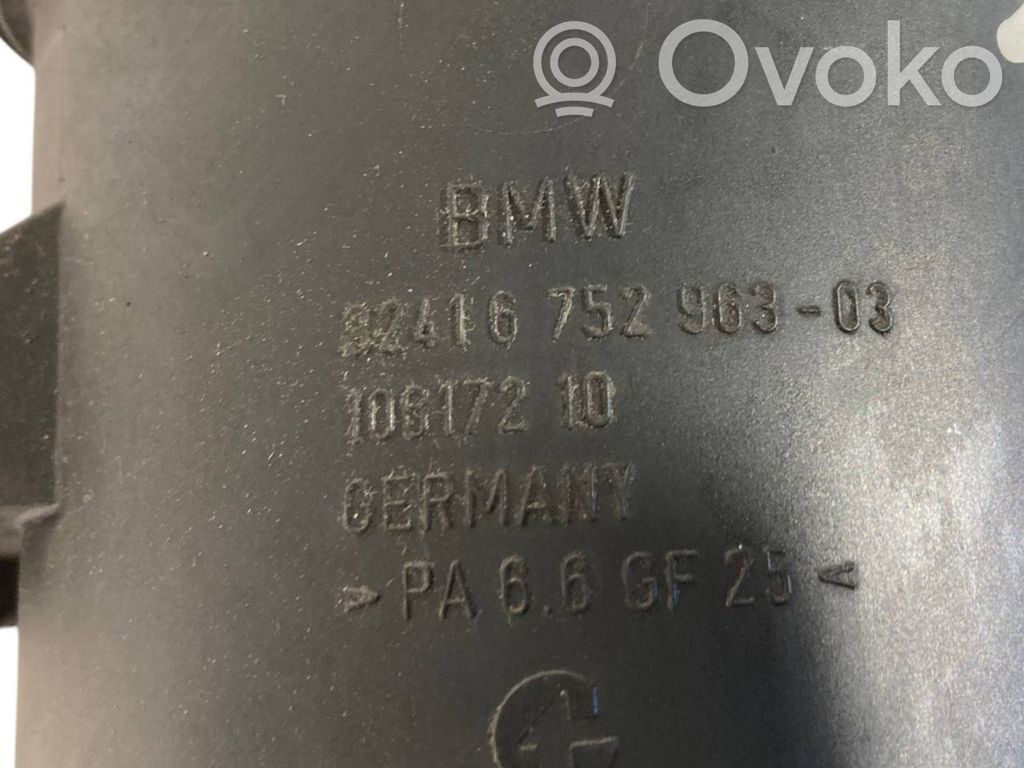 Ovoko
BMW
82416 752 963-03
106172 10
GERMANY
>PA 6.6 GF 25<